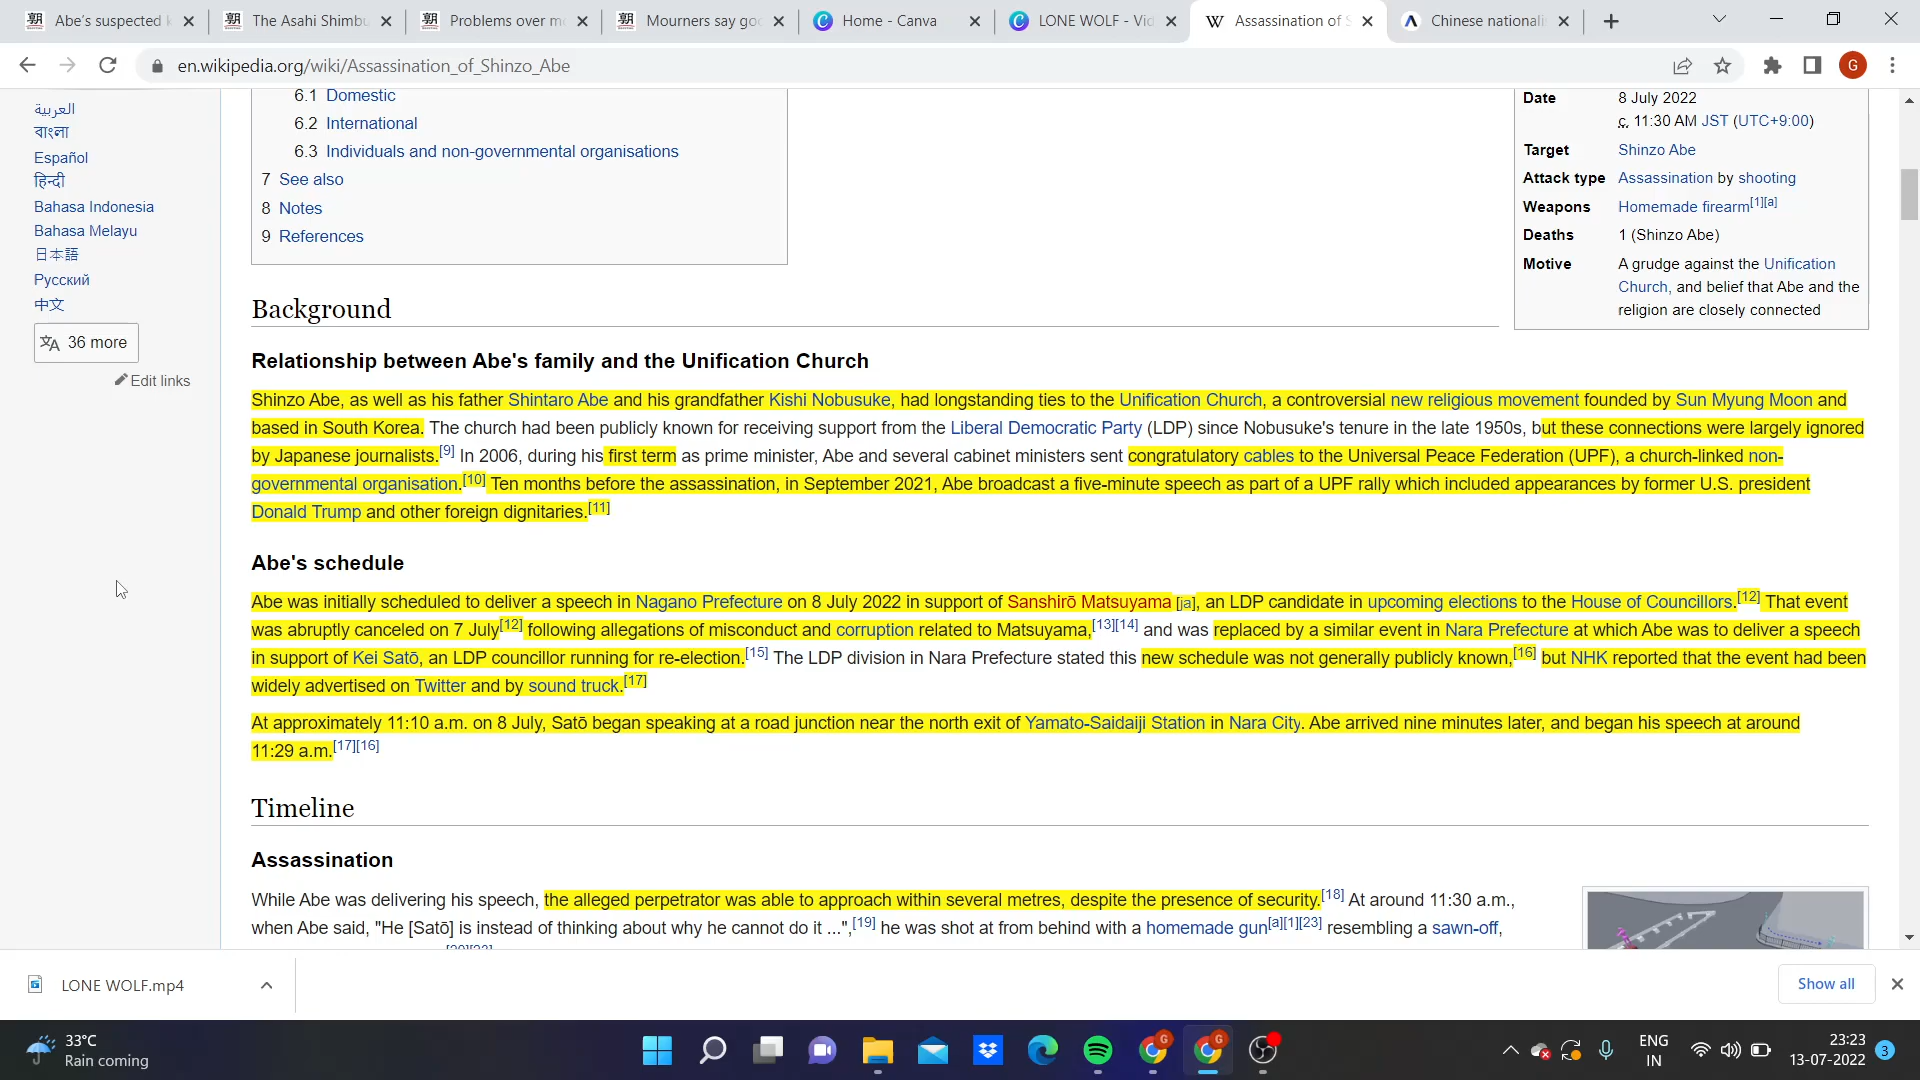 Abe's suspected k
The Asahi Shimbu
Problems over m
Mourners say goo
Home - Canva
LONE WOLF - Vid
Assassination of S
Chinese nationali
en.wikipedia.org/wiki/Assassination_of_Shinzo_Abe
G
العربية
বাংলা
Español
हिन्दी
Bahasa Indonesia
Bahasa Melayu
日本語
Русский
中文
36 more
Edit links
6.1 Domestic
6.2 International
6.3 Individuals and non-governmental organisations
7 See also
8 Notes
9 References
Date 8 July 2022
c. 11:30 AM JST (UTC+9:00)
Target Shinzo Abe
Attack type Assassination by shooting
Weapons Homemade firearm[1][a]
Deaths 1 (Shinzo Abe)
Motive A grudge against the Unification
Church, and belief that Abe and the
religion are closely connected
Background
Relationship between Abe's family and the Unification Church
Shinzo Abe, as well as his father Shintaro Abe and his grandfather Kishi Nobusuke, had longstanding ties to the Unification Church, a controversial new religious movement founded by Sun Myung Moon and
based in South Korea. The church had been publicly known for receiving support from the Liberal Democratic Party (LDP) since Nobusuke's tenure in the late 1950s, but these connections were largely ignored
by Japanese journalists.[9] In 2006, during his first term as prime minister, Abe and several cabinet ministers sent congratulatory cables to the Universal Peace Federation (UPF), a church-linked non-
governmental organisation.[10] Ten months before the assassination, in September 2021, Abe broadcast a five-minute speech as part of a UPF rally which included appearances by former U.S. president
Donald Trump and other foreign dignitaries.[11]
Abe's schedule
Abe was initially scheduled to deliver a speech in Nagano Prefecture on 8 July 2022 in support of Sanshirō Matsuyama [ja], an LDP candidate in upcoming elections to the House of Councillors.[12] That event
was abruptly canceled on 7 July[12] following allegations of misconduct and corruption related to Matsuyama,[13][14] and was replaced by a similar event in Nara Prefecture at which Abe was to deliver a speech
in support of Kei Satō, an LDP councillor running for re-election.[15] The LDP division in Nara Prefecture stated this new schedule was not generally publicly known,[16] but NHK reported that the event had been
widely advertised on Twitter and by sound truck.[17]
At approximately 11:10 a.m. on 8 July, Satō began speaking at a road junction near the north exit of Yamato-Saidaiji Station in Nara City. Abe arrived nine minutes later, and began his speech at around
11:29 a.m.[17][16]
Timeline
Assassination
While Abe was delivering his speech, the alleged perpetrator was able to approach within several metres, despite the presence of security.[18] At around 11:30 a.m.,
when Abe said, "He [Satō] is instead of thinking about why he cannot do it ...",[19] he was shot at from behind with a homemade gun[a][1][23] resembling a sawn-off,
LONE WOLF.mp4
Show all
33°C
Rain coming
ENG
IN
23:23
13-07-2022
3